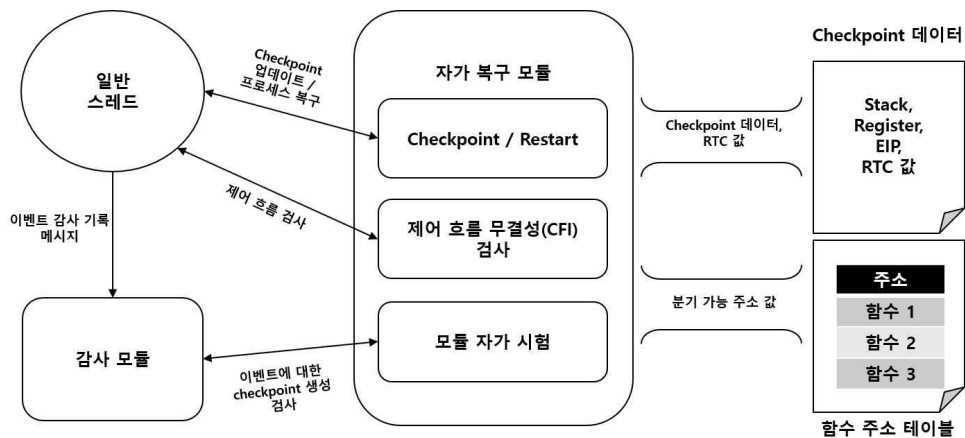 일반
스레드
Checkpoint
업데이트 /
프로세스 복구
제어 흐름 검사
이벤트 감사 기록
메시지
감사 모듈
이벤트에 대한
checkpoint 생성
검사
자가 복구 모듈
Checkpoint / Restart
제어 흐름 무결성(CFI)
검사
모듈 자가 시험
Checkpoint 데이터,
RTC 값
분기 가능 주소 값
Checkpoint 데이터
Stack,
Register,
EIP,
RTC 값
주소
함수 1
함수 2
함수 3
함수 주소 테이블